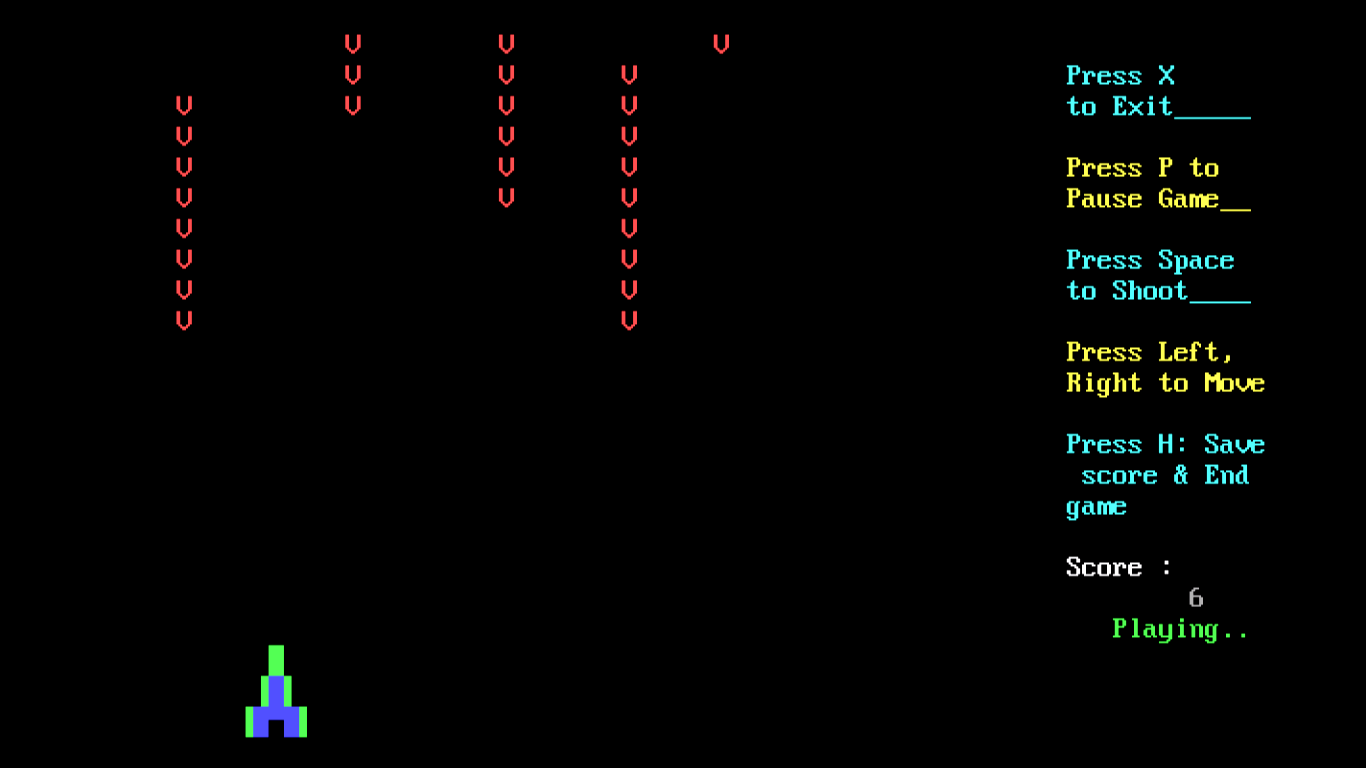 Press X
to Exit_____
Press P to
Pause Game__
Press Space
to Shoot____
Press Left,
Right to Move
Press H: Save
score & End
game
Score :
6
Playing..